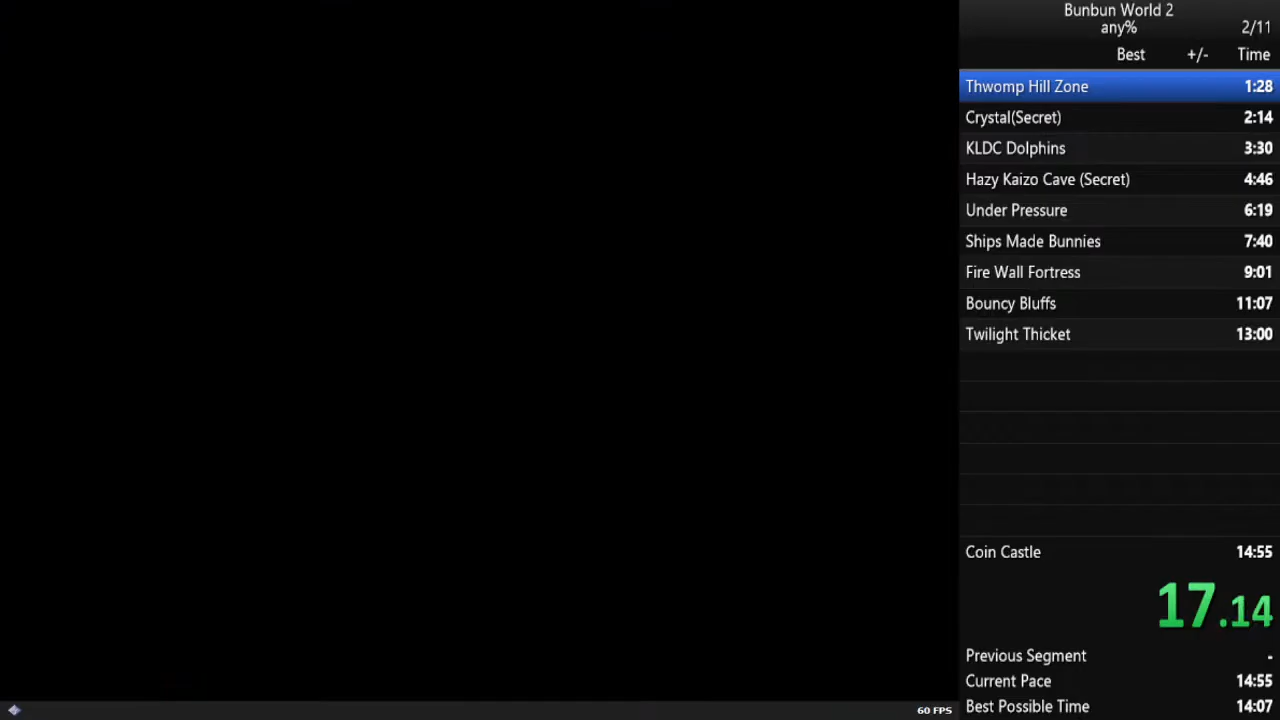 Bunbun World 2
any% 2/11
Best +/- Time
Thwomp Hill Zone 1:28
Crystal(Secret) 2:14
KLDC Dolphins 3:30
Hazy Kaizo Cave (Secret) 4:46
Under Pressure 6:19
Ships Made Bunnies 7:40
Fire Wall Fortress 9:01
Bouncy Bluffs 11:07
Twilight Thicket 13:00
Coin Castle 14:55
17.14
Previous Segment -
Current Pace 14:55
Best Possible Time 14:07
60 FPS